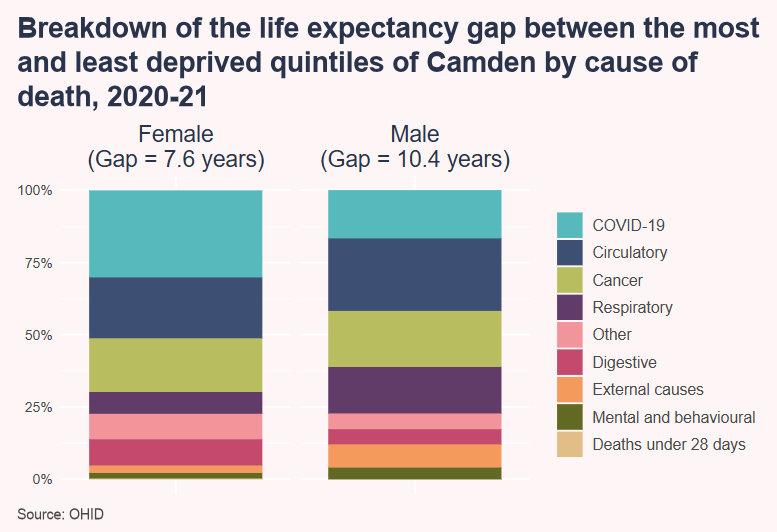 Breakdown of the life expectancy gap between the most
and least deprived quintiles of Camden by cause of
death, 2020-21
Female
(Gap = 7.6 years)
Male
(Gap = 10.4 years)
100%
75%
50%
25%
0%
COVID-19
Circulatory
Cancer
Respiratory
Other
Digestive
External causes
Mental and behavioural
Deaths under 28 days
Source: OHID